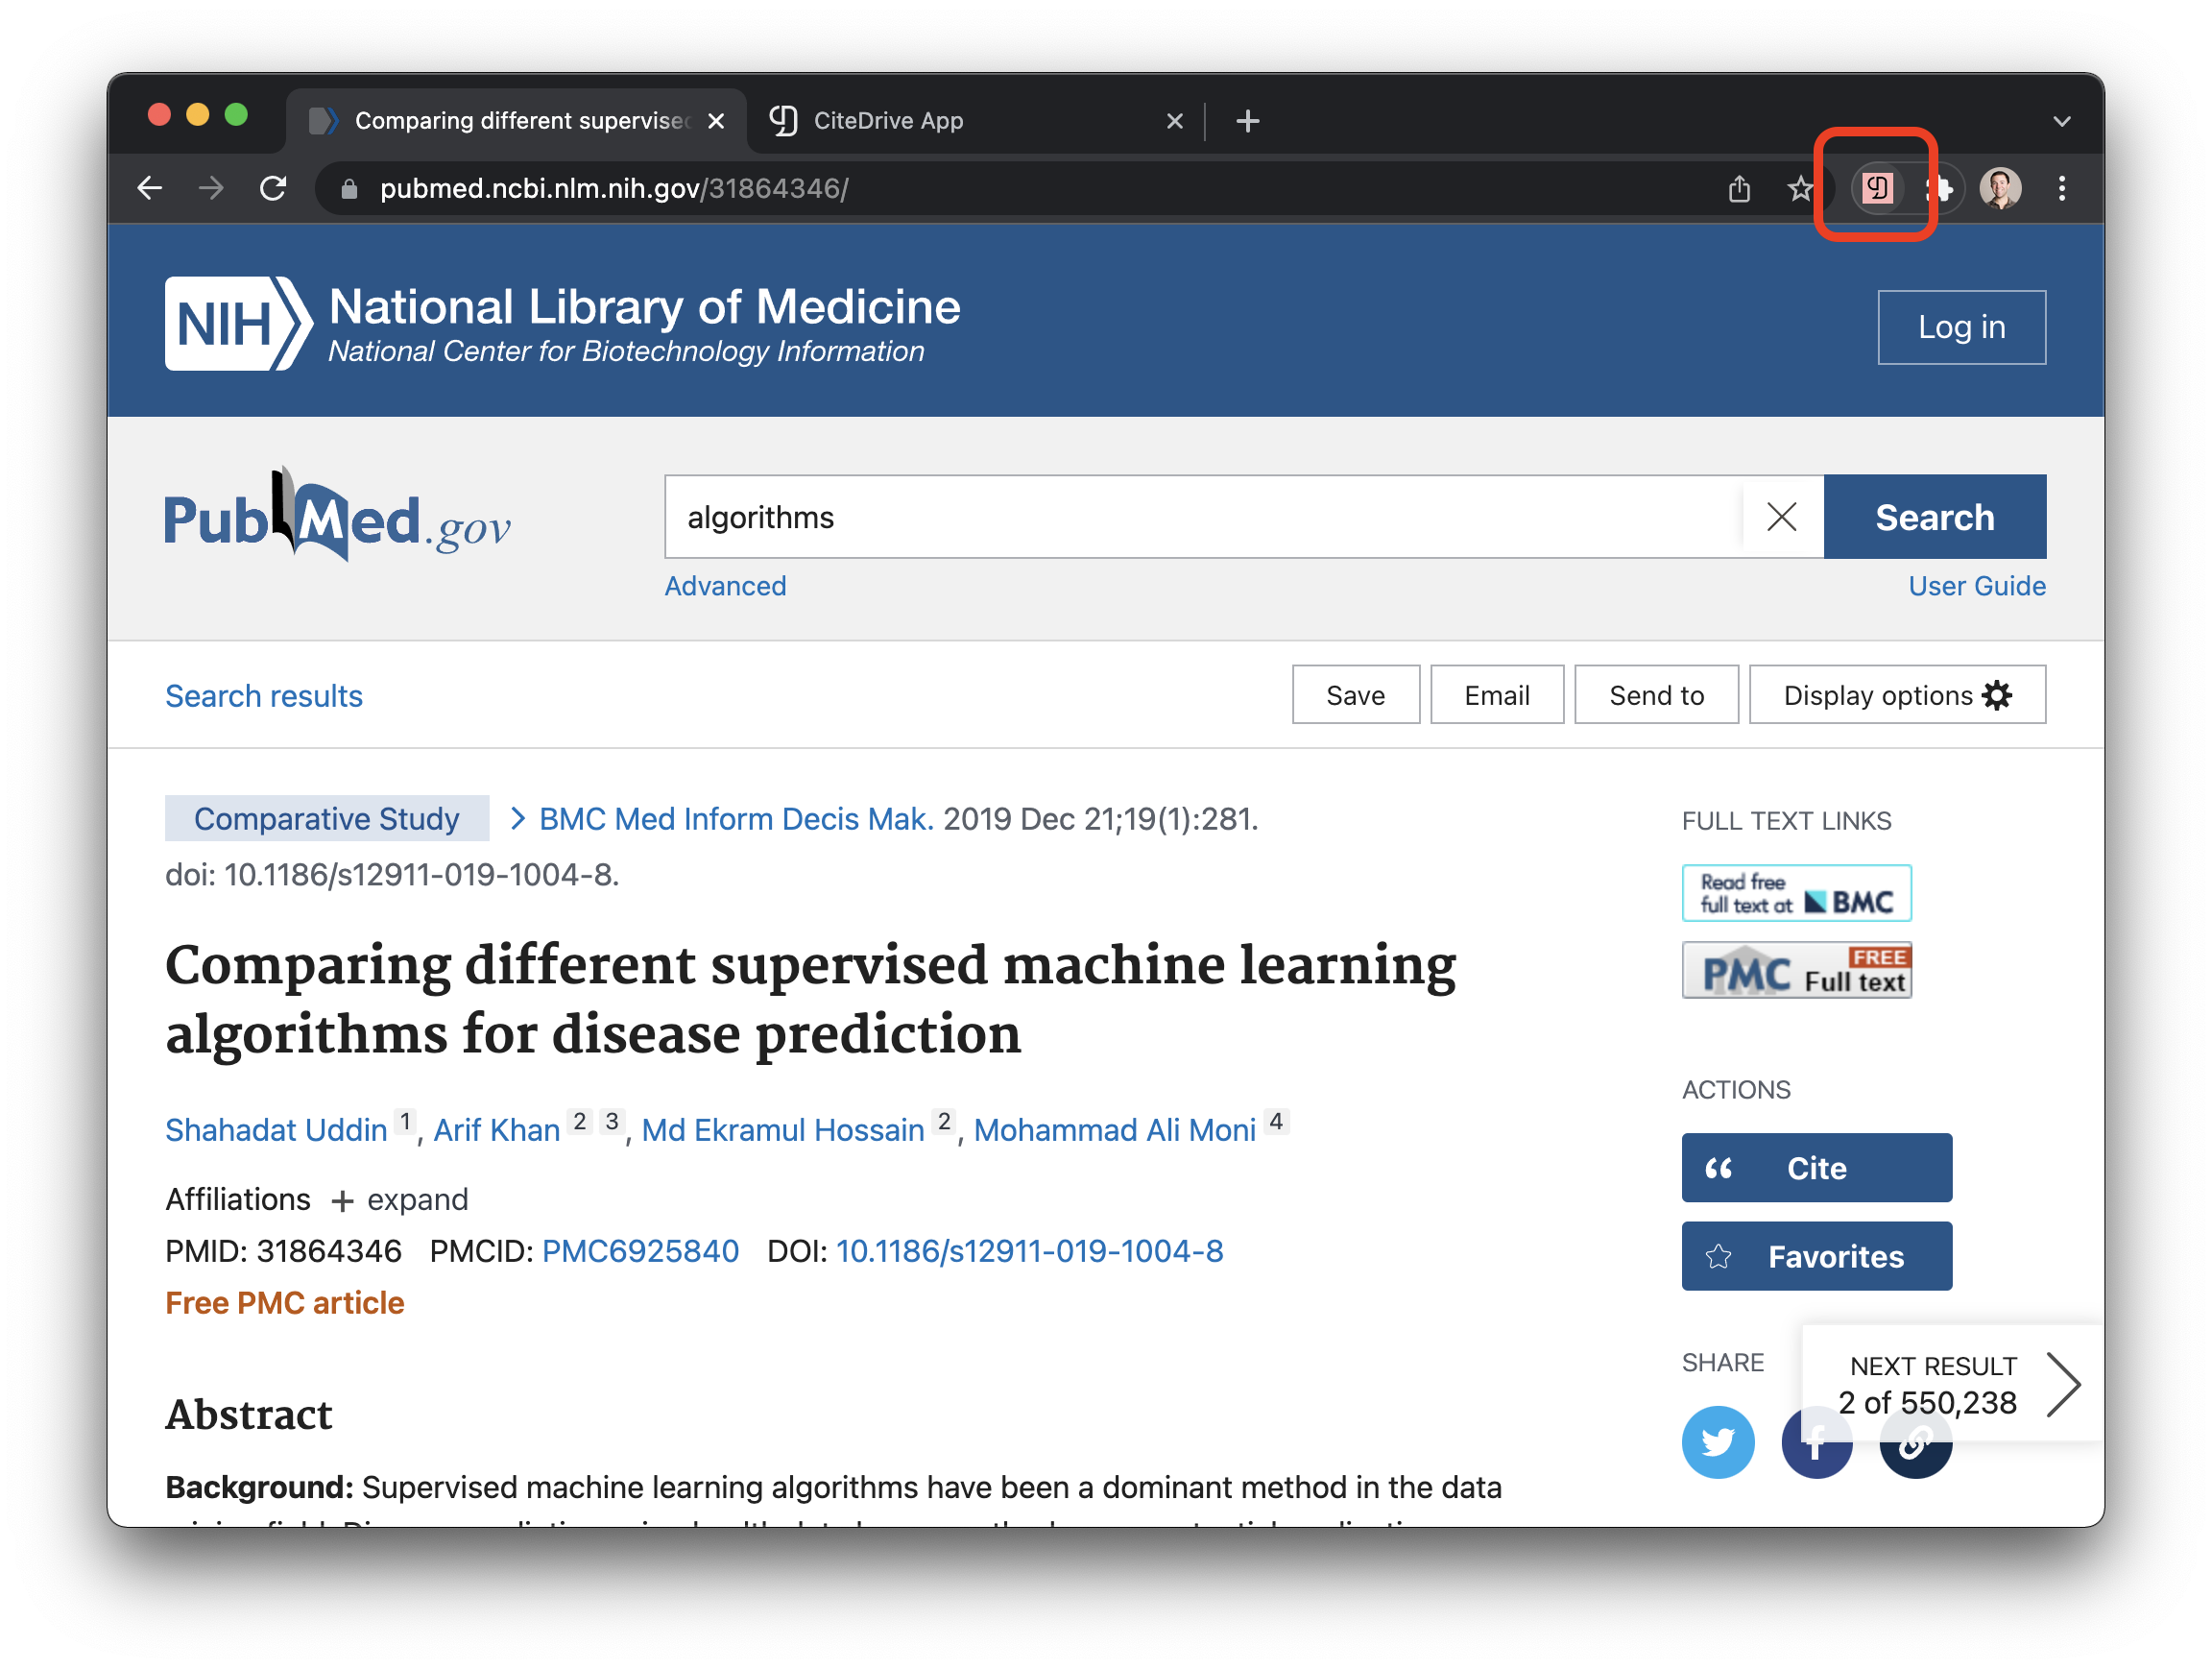 Comparing different supervised
CiteDrive App
pubmed.ncbi.nlm.nih.gov/31864346/
NIH
National Library of Medicine
National Center for Biotechnology Information
Log in
PubMed.gov
algorithms
Search
Advanced
User Guide
Search results
Save
Email
Send to
Display options
Comparative Study
BMC Med Inform Decis Mak. 2019 Dec 21;19(1):281.
doi: 10.1186/s12911-019-1004-8.
Comparing different supervised machine learning
algorithms for disease prediction
Shahadat Uddin 1, Arif Khan 2 3, Md Ekramul Hossain 2, Mohammad Ali Moni 4
Affiliations + expand
PMID: 31864346 PMCID: PMC6925840 DOI: 10.1186/s12911-019-1004-8
Free PMC article
Abstract
Background: Supervised machine learning algorithms have been a dominant method in the data
FULL TEXT LINKS
Read free
full text at BMC
PMC FREE
Full text
ACTIONS
Cite
Favorites
SHARE
NEXT RESULT
2 of 550,238